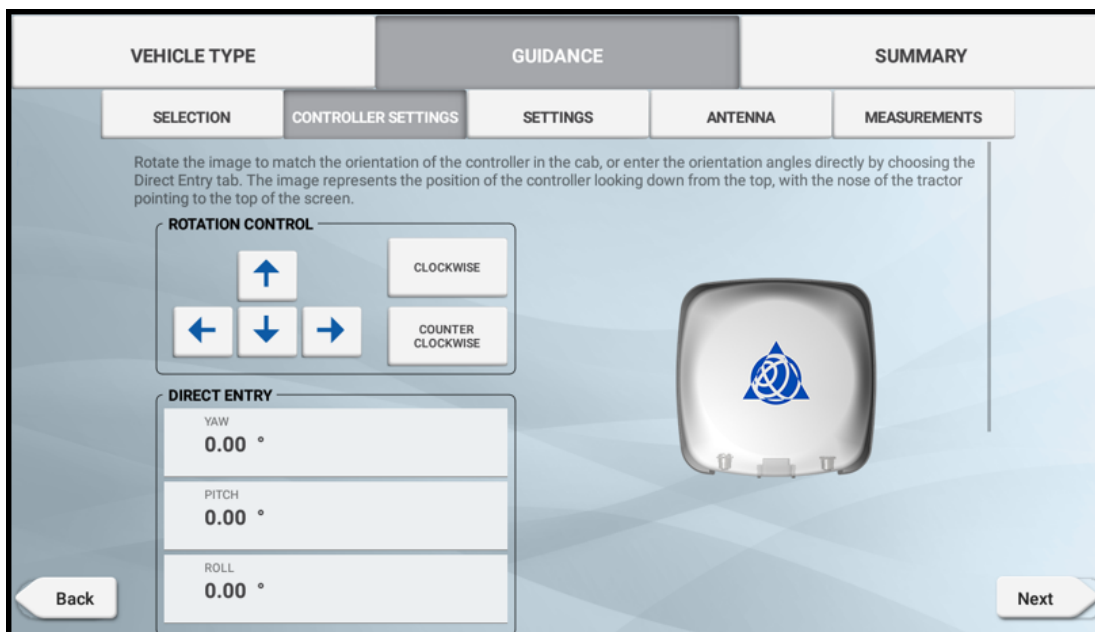 VEHICLE TYPE
GUIDANCE
SUMMARY
SELECTION
CONTROLLER SETTINGS
SETTINGS
ANTENNA
MEASUREMENTS
Rotate the image to match the orientation of the controller in the cab, or enter the orientation angles directly by choosing the
Direct Entry tab. The image represents the position of the controller looking down from the top, with the nose of the tractor
pointing to the top of the screen.
ROTATION CONTROL
CLOCKWISE
COUNTER
CLOCKWISE
DIRECT ENTRY
YAW
0.00 °
PITCH
0.00 °
ROLL
0.00 °
Back
Next